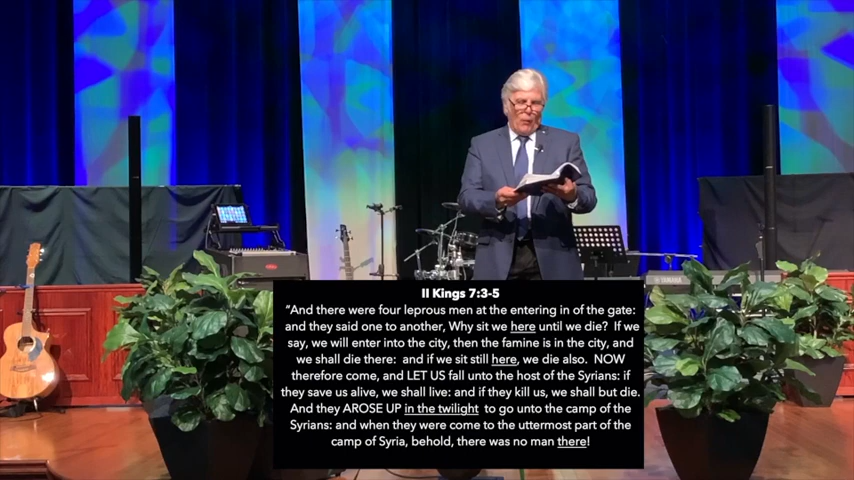 II Kings 7:3-5
“And there were four leprous men at the entering in of the gate:
and they said one to another, Why sit we here until we die? If we
say, we will enter into the city, then the famine is in the city, and
we shall die there: and if we sit still here, we die also. NOW
therefore come, and LET US fall unto the host of the Syrians: if
they save us alive, we shall live: and if they kill us, we shall but die.
And they AROSE UP in the twilight to go unto the camp of the
Syrians: and when they were come to the uttermost part of the
camp of Syria, behold, there was no man there!
YAMAHA